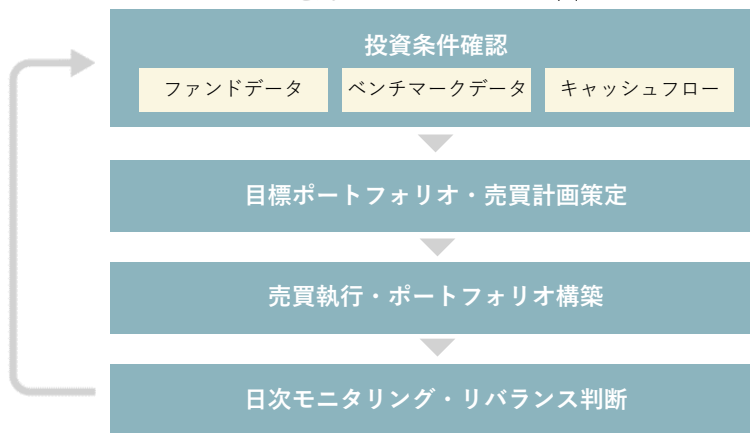 投資条件確認
ファンドデータ ベンチマークデータ キャッシュフロー
目標ポートフォリオ・売買計画策定
売買執行・ポートフォリオ構築
日次モニタリング・リバランス判断